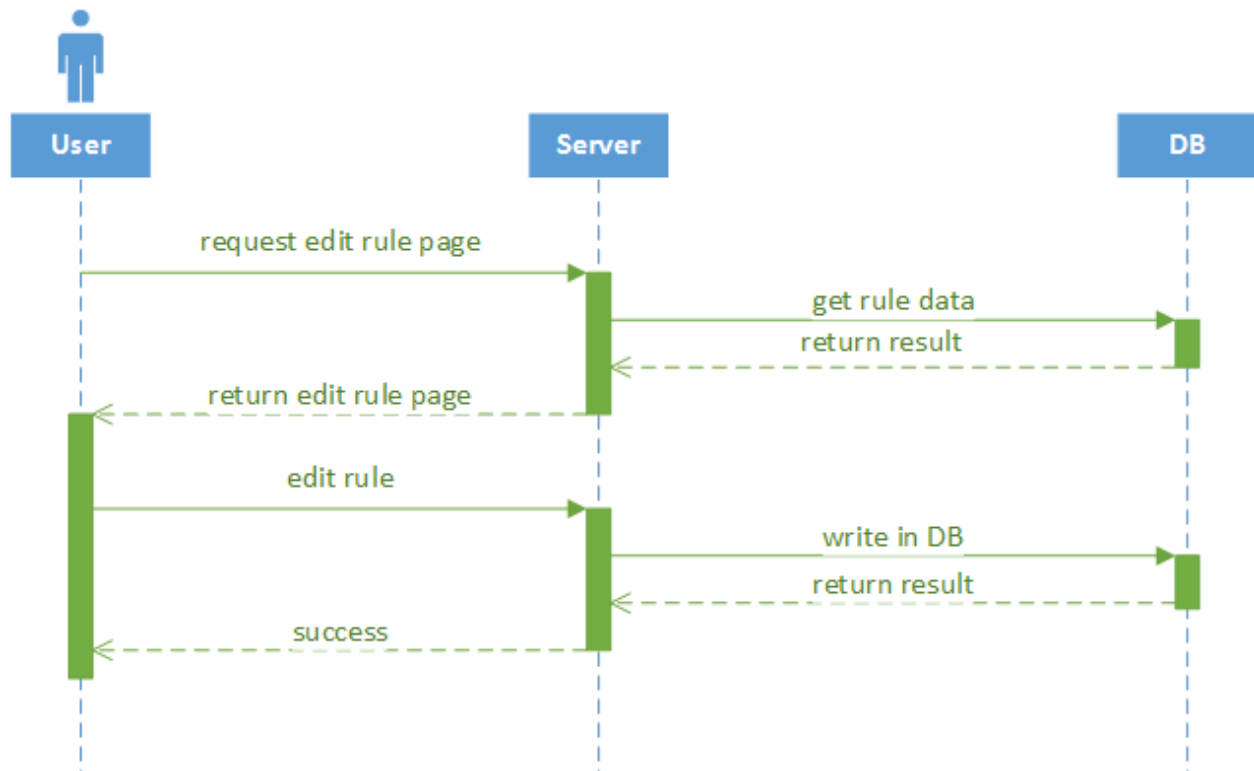 User
Server
DB
request edit rule page
get rule data
return result
return edit rule page
edit rule
write in DB
return result
success